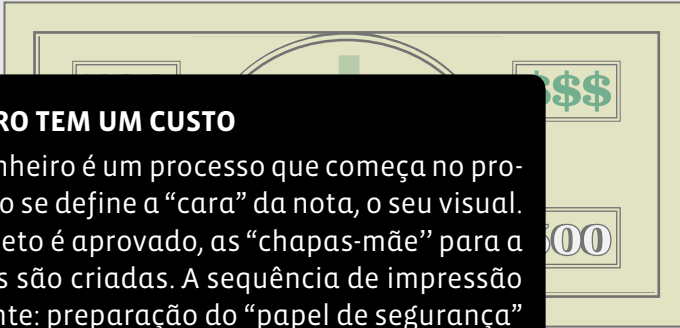 $$$
RO TEM UM CUSTO
nheiro é um processo que começa no pro-
o se define a “cara” da nota, o seu visual.
eto é aprovado, as “chapas-mãe’’ para a
s são criadas. A sequência de impressão
nte: preparação do “papel de segurança”
00